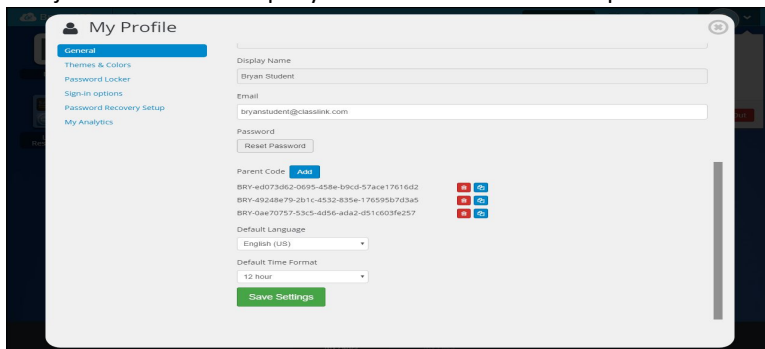 My Profile
General
Themes & Colors
Password Locker
Sign-in options
Password Recovery Setup
My Analytics
Display Name
Bryan Student
Email
bryanstudent@classlink.com
Password
Reset Password
Parent Code Add
BRY-ed073d62-0695-458e-b9cd-57ace17616d2
BRY-49248e79-2b1c-4532-835e-176595b7d3a5
BRY-0ae70757-53c5-4d56-ada2-d51c603fe257
Default Language
English (US)
Default Time Format
12 hour
Save Settings